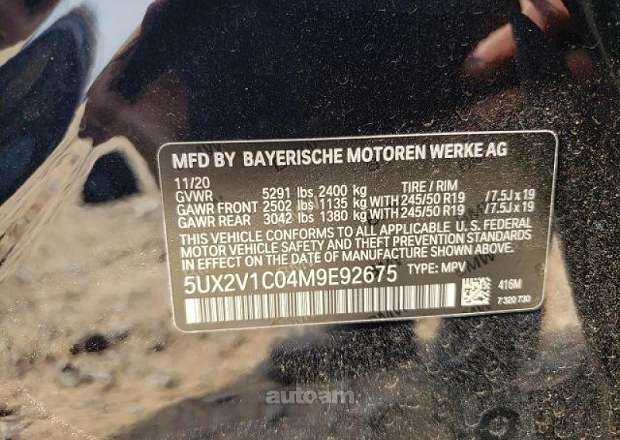 MFD BY BAYERISCHE MOTOREN WERKE AG
11/20
GVWR 5291 lbs 2400 kg TIRE / RIM
GAWR FRONT 2502 lbs 1135 kg WITH 245/50 R19 /7.5J x 19
GAWR REAR 3042 lbs 1380 kg WITH 245/50 R19 /7.5J x 19
THIS VEHICLE CONFORMS TO ALL APPLICABLE U.S. FEDERAL
MOTOR VEHICLE SAFETY AND THEFT PREVENTION STANDARDS
IN EFFECT ON THE DATE OF MANUFACTURE SHOWN ABOVE.
5UX2V1C04M9E92675 TYPE: MPV
416M
7 320 730
autoam